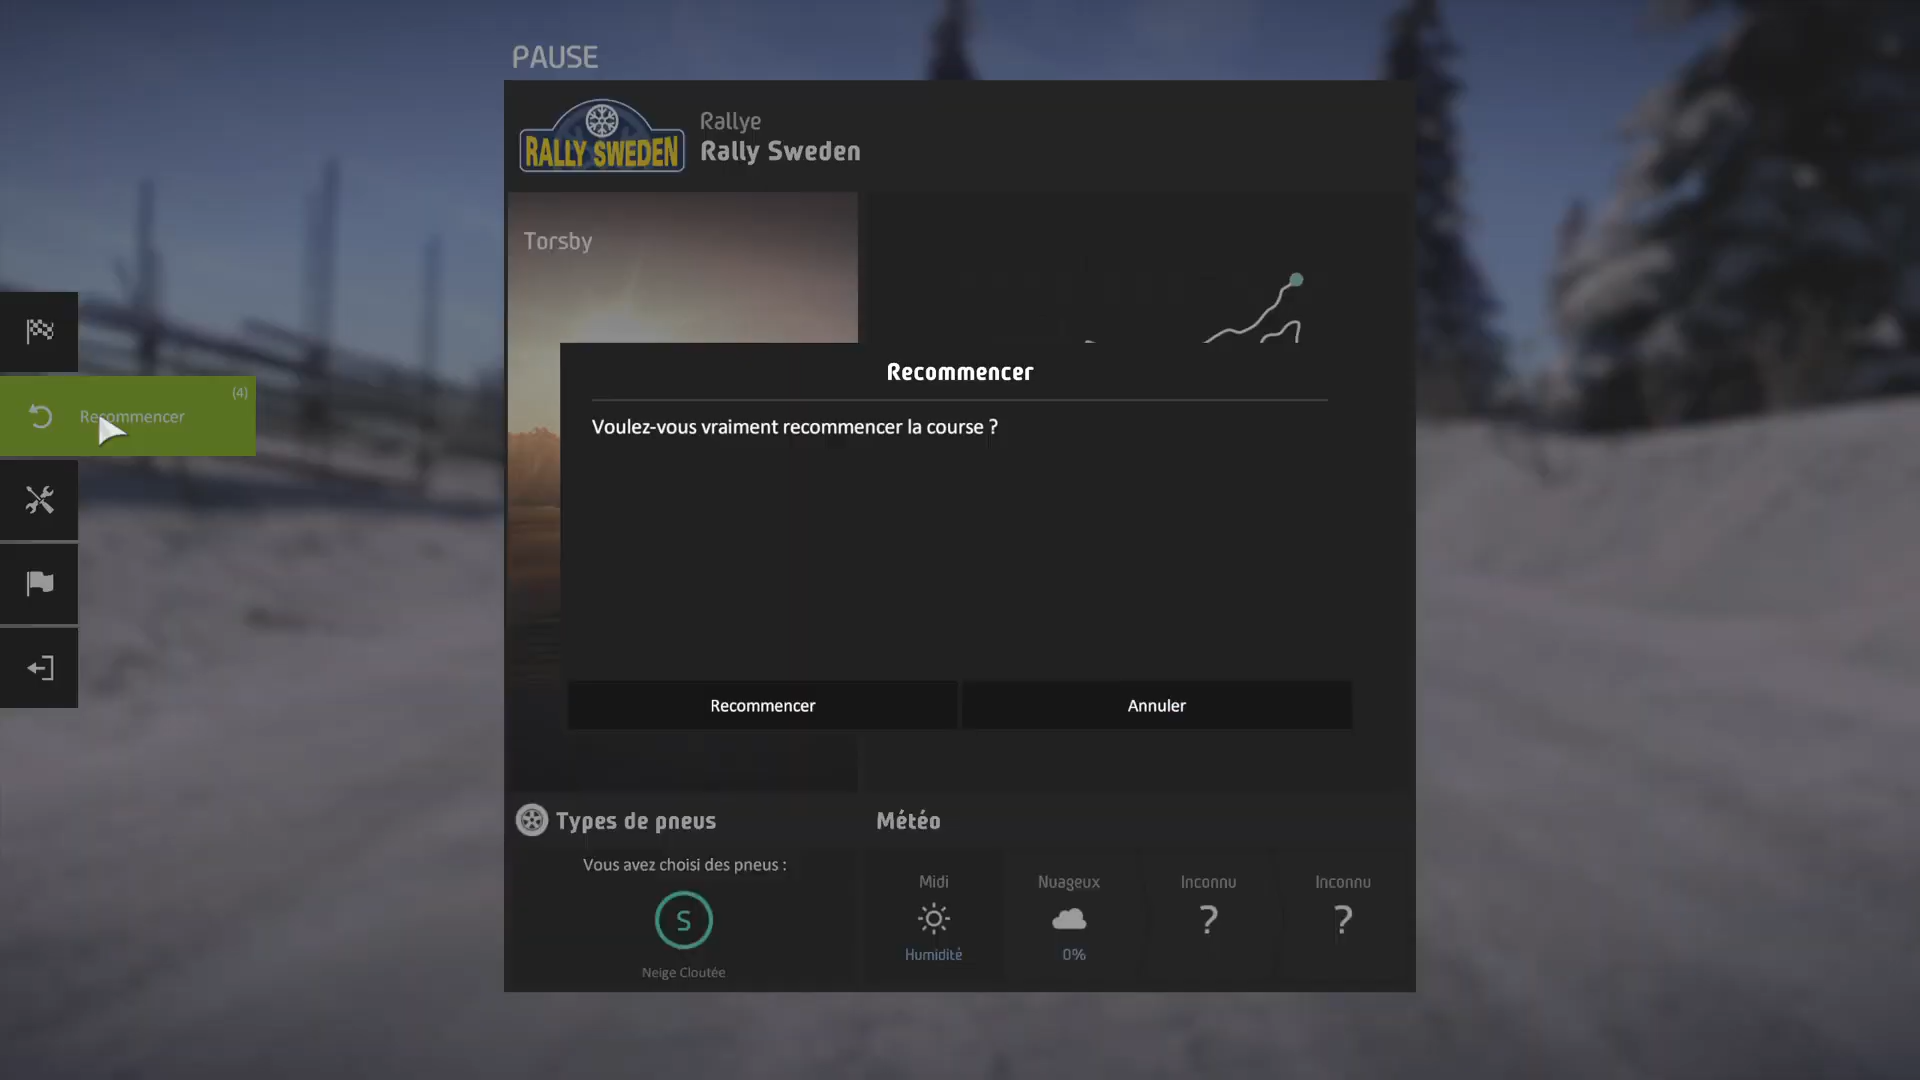 PAUSE
RALLY SWEDEN
Rallye
Rally Sweden
Torsby
(4)
Recommencer
Recommencer
Voulez-vous vraiment recommencer la course ?
Recommencer
Annuler
Types de pneus
Vous avez choisi des pneus :
S
Neige Cloutée
Météo
Midi
Nuageux
Inconnu
Inconnu
?
?
Humidité
0%